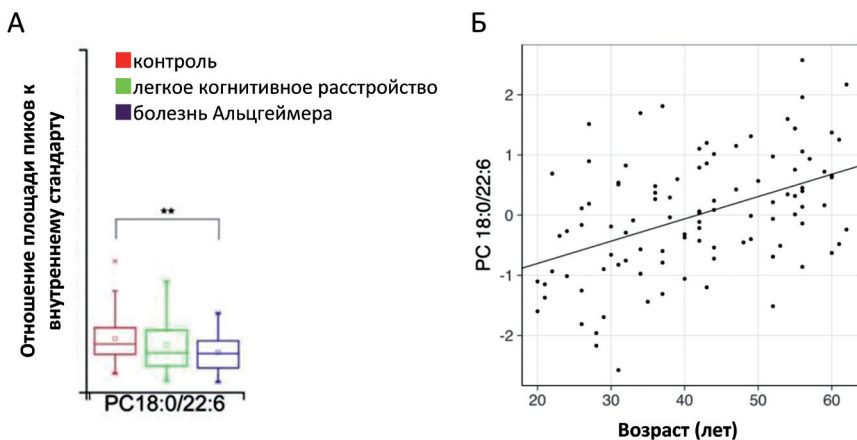 А
контроль
легкое когнитивное расстройство
болезнь Альцгеймера
Отношение площади пиков к
внутреннему стандарту
**
PC18:0/22:6
Б
PC 18:0/22:6
2
1
0
-1
-2
20
30
40
50
60
Возраст (лет)